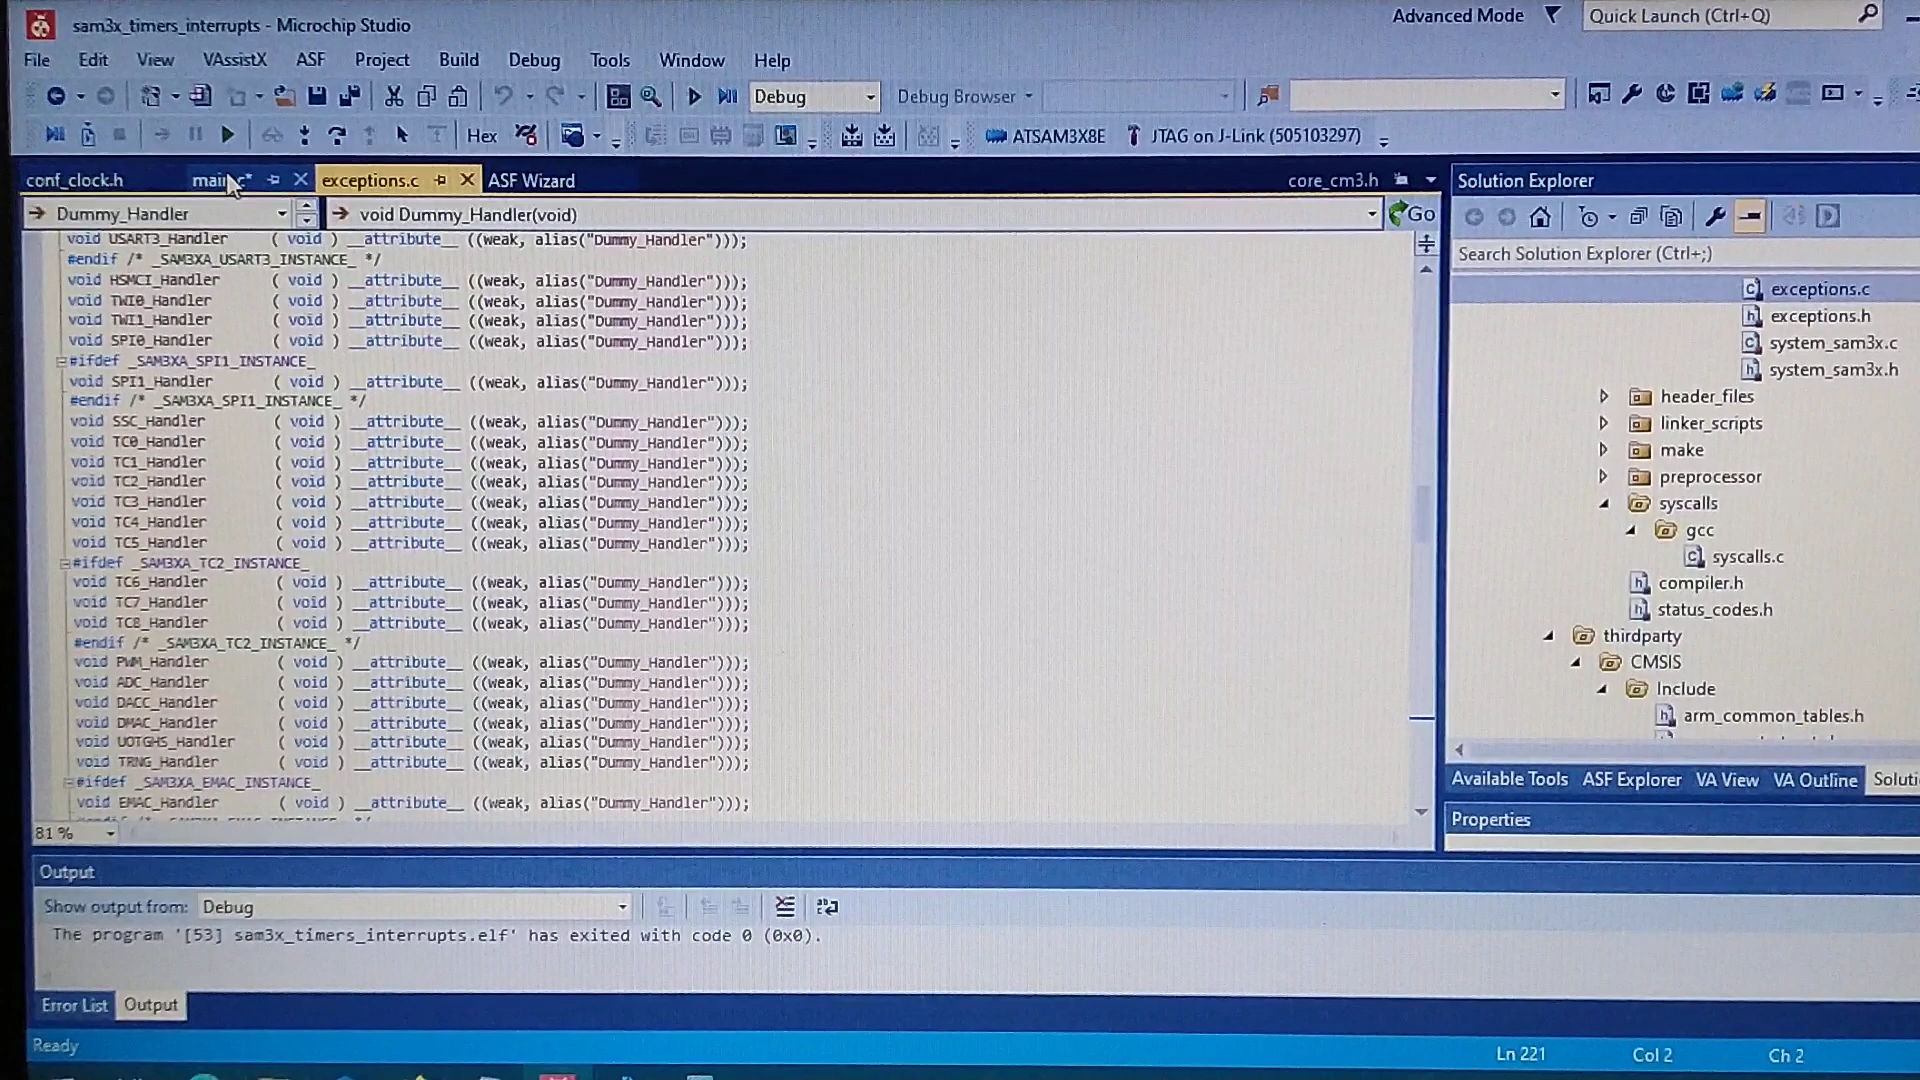 sam3x_timers_interrupts - Microchip Studio
Advanced Mode
Quick Launch (Ctrl+Q)
File Edit View VAssistX ASF Project Build Debug Tools Window Help
Debug
Debug Browser
Hex
ATSAM3X8E
JTAG on J-Link (505103297)
conf_clock.h
exceptions.c
ASF Wizard
core_cm3.h
Dummy_Handler
void Dummy_Handler(void)
Go
void USART3_Handler ( void ) __attribute__ ((weak, alias("Dummy_Handler")));
#endif /* _SAM3XA_USART3_INSTANCE_ */
void HSMCI_Handler ( void ) __attribute__ ((weak, alias("Dummy_Handler")));
void TWI0_Handler ( void ) __attribute__ ((weak, alias("Dummy_Handler")));
void TWI1_Handler ( void ) __attribute__ ((weak, alias("Dummy_Handler")));
void SPI0_Handler ( void ) __attribute__ ((weak, alias("Dummy_Handler")));
#ifdef _SAM3XA_SPI1_INSTANCE_
void SPI1_Handler ( void ) __attribute__ ((weak, alias("Dummy_Handler")));
#endif /* _SAM3XA_SPI1_INSTANCE_ */
void SSC_Handler ( void ) __attribute__ ((weak, alias("Dummy_Handler")));
void TC0_Handler ( void ) __attribute__ ((weak, alias("Dummy_Handler")));
void TC1_Handler ( void ) __attribute__ ((weak, alias("Dummy_Handler")));
void TC2_Handler ( void ) __attribute__ ((weak, alias("Dummy_Handler")));
void TC3_Handler ( void ) __attribute__ ((weak, alias("Dummy_Handler")));
void TC4_Handler ( void ) __attribute__ ((weak, alias("Dummy_Handler")));
void TC5_Handler ( void ) __attribute__ ((weak, alias("Dummy_Handler")));
#ifdef _SAM3XA_TC2_INSTANCE_
void TC6_Handler ( void ) __attribute__ ((weak, alias("Dummy_Handler")));
void TC7_Handler ( void ) __attribute__ ((weak, alias("Dummy_Handler")));
void TC8_Handler ( void ) __attribute__ ((weak, alias("Dummy_Handler")));
#endif /* _SAM3XA_TC2_INSTANCE_ */
void PWM_Handler ( void ) __attribute__ ((weak, alias("Dummy_Handler")));
void ADC_Handler ( void ) __attribute__ ((weak, alias("Dummy_Handler")));
void DACC_Handler ( void ) __attribute__ ((weak, alias("Dummy_Handler")));
void DMAC_Handler ( void ) __attribute__ ((weak, alias("Dummy_Handler")));
void UOTGHS_Handler ( void ) __attribute__ ((weak, alias("Dummy_Handler")));
void TRNG_Handler ( void ) __attribute__ ((weak, alias("Dummy_Handler")));
#ifdef _SAM3XA_EMAC_INSTANCE_
void EMAC_Handler ( void ) __attribute__ ((weak, alias("Dummy_Handler")));
81 %
Solution Explorer
Search Solution Explorer (Ctrl+;)
exceptions.c
exceptions.h
system_sam3x.c
system_sam3x.h
header_files
linker_scripts
make
preprocessor
syscalls
gcc
syscalls.c
compiler.h
status_codes.h
thirdparty
CMSIS
Include
arm_common_tables.h
Available Tools ASF Explorer VA View VA Outline
Properties
Output
Show output from: Debug
The program '[53] sam3x_timers_interrupts.elf' has exited with code 0 (0x0).
Error List Output
Ready
Ln 221 Col 2 Ch 2